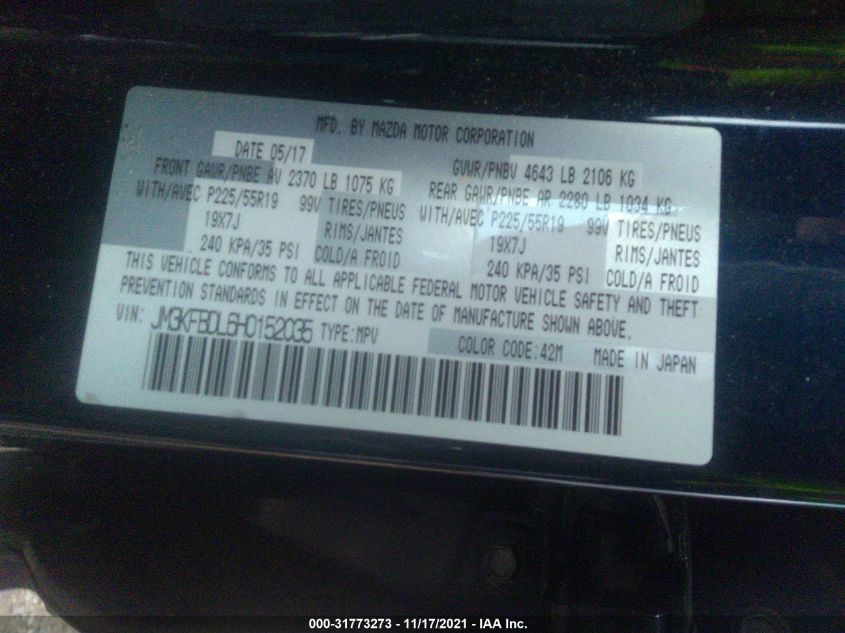 MFD. BY MAZDA MOTOR CORPORATION
DATE 05/17 GVWR/PNBV 4643 LB 2106 KG
FRONT GAWR/PNBE AV 2370 LB 1075 KG REAR GAWR/PNBE AR 2280 LB 1034 KG
WITH/AVEC P225/55R19 99V TIRES/PNEUS WITH/AVEC P225/55R19 99V TIRES/PNEUS
19X7J RIMS/JANTES 19X7J RIMS/JANTES
240 KPA/35 PSI COLD/A FROID 240 KPA/35 PSI COLD/A FROID
THIS VEHICLE CONFORMS TO ALL APPLICABLE FEDERAL MOTOR VEHICLE SAFETY AND THEFT
PREVENTION STANDARDS IN EFFECT ON THE DATE OF MANUFACTURE SHOWN ABOVE.
VIN: JM3KFBDL6H0152035 TYPE:MPV
COLOR CODE:42M MADE IN JAPAN
000-31773273 - 11/17/2021 - IAA Inc.